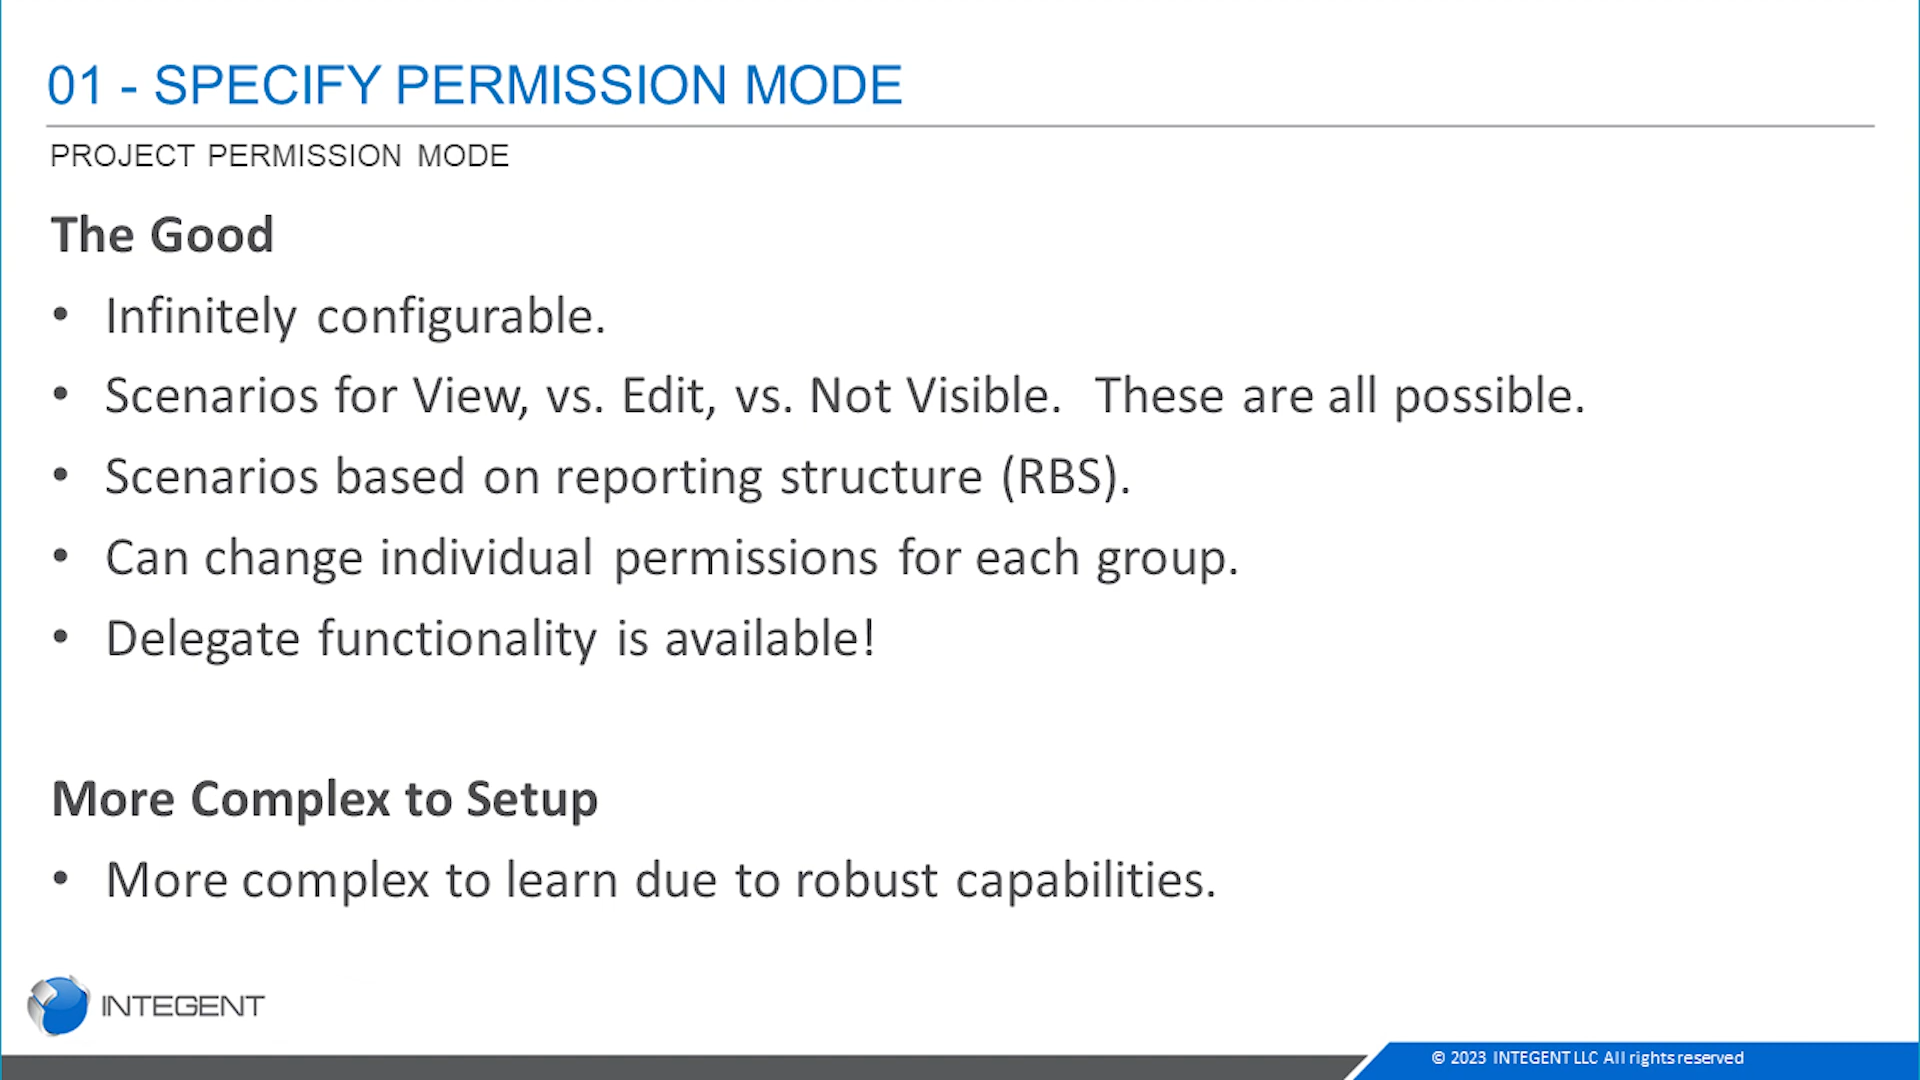 01 - SPECIFY PERMISSION MODE
PROJECT PERMISSION MODE
The Good
• Infinitely configurable.
• Scenarios for View, vs. Edit, vs. Not Visible.  These are all possible.
• Scenarios based on reporting structure (RBS).
• Can change individual permissions for each group.
• Delegate functionality is available!
More Complex to Setup
• More complex to learn due to robust capabilities.
INTEGENT
© 2023 INTEGENT LLC All rights reserved